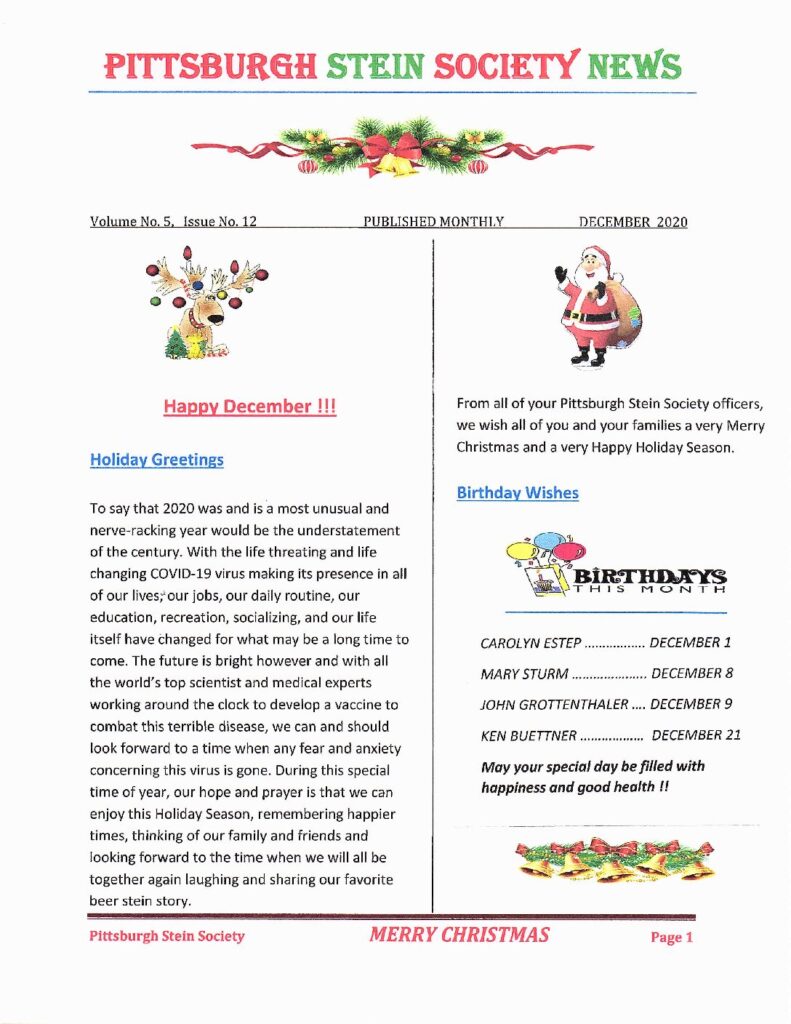 PITTSBURGH STEIN SOCIETY NEWS
Volume No. 5, Issue No. 12 PUBLISHED MONTHLY DECEMBER 2020
Happy December !!!
Holiday Greetings
To say that 2020 was and is a most unusual and
nerve-racking year would be the understatement
of the century. With the life threating and life
changing COVID-19 virus making its presence in all
of our lives; our jobs, our daily routine, our
education, recreation, socializing, and our life
itself have changed for what may be a long time to
come. The future is bright however and with all
the world's top scientist and medical experts
working around the clock to develop a vaccine to
combat this terrible disease, we can and should
look forward to a time when any fear and anxiety
concerning this virus is gone. During this special
time of year, our hope and prayer is that we can
enjoy this Holiday Season, remembering happier
times, thinking of our family and friends and
looking forward to the time when we will all be
together again laughing and sharing our favorite
beer stein story.
From all of your Pittsburgh Stein Society officers,
we wish all of you and your families a very Merry
Christmas and a very Happy Holiday Season.
Birthday Wishes
BIRTHDAYS
THIS MONTH
CAROLYN ESTEP ................. DECEMBER 1
MARY STURM ..................... DECEMBER 8
JOHN GROTTENTHALER .... DECEMBER 9
KEN BUETTNER .................. DECEMBER 21
May your special day be filled with
happiness and good health !!
Pittsburgh Stein Society MERRY CHRISTMAS Page 1